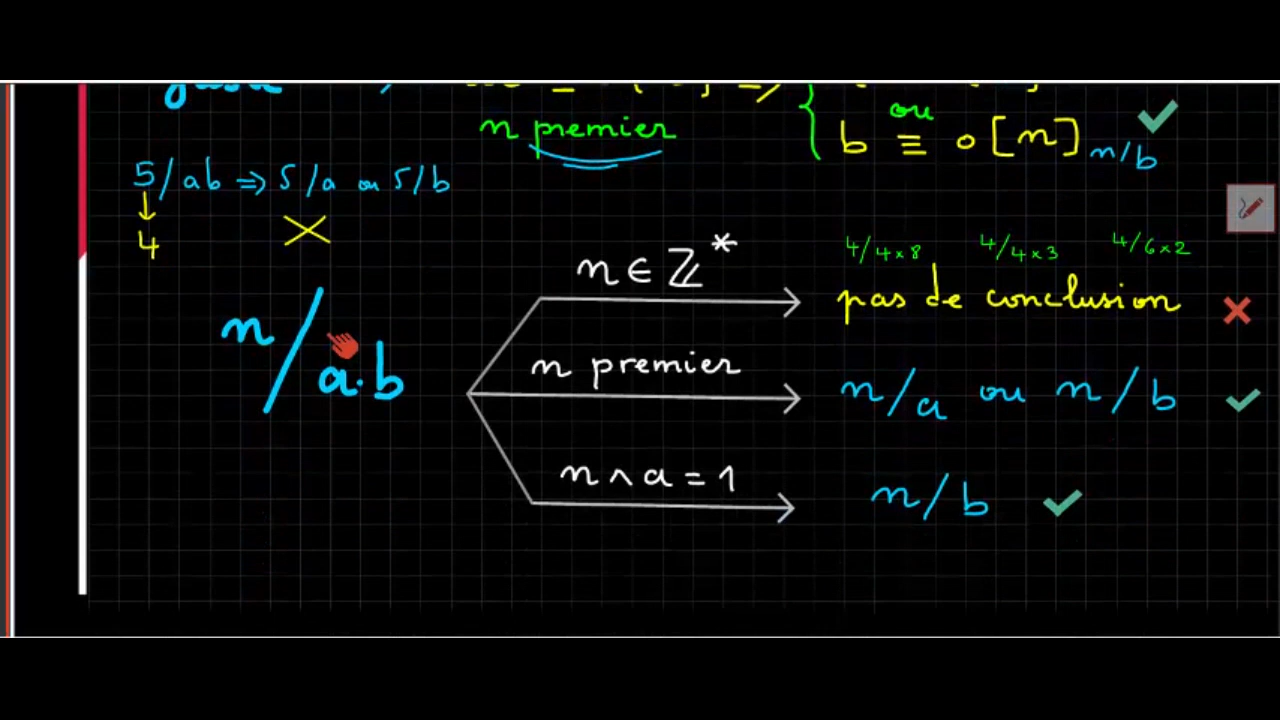 n premier
ou
b ≡ 0 [n] n/b
5/ab ⇒ 5/a ou 5/b
4
n/a.b
n ∈ ℤ*
4/4×8 4/4×3 4/6×2
pas de conclusion
n premier
n/a ou n/b
n ∧ a = 1
n/b